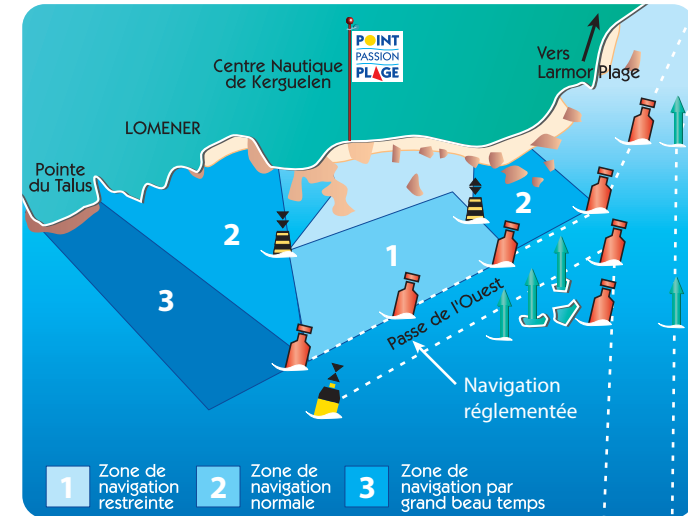 POINT
PASSION
PLAGE
Centre Nautique
de Kerguelen
Vers
Larmor Plage
LOMENER
Pointe
du Talus
2
2
1
3
Passe de l'Ouest
Navigation
réglementée
1
Zone de
navigation
restreinte
2
Zone de
navigation
normale
3
Zone de
navigation par
grand beau temps